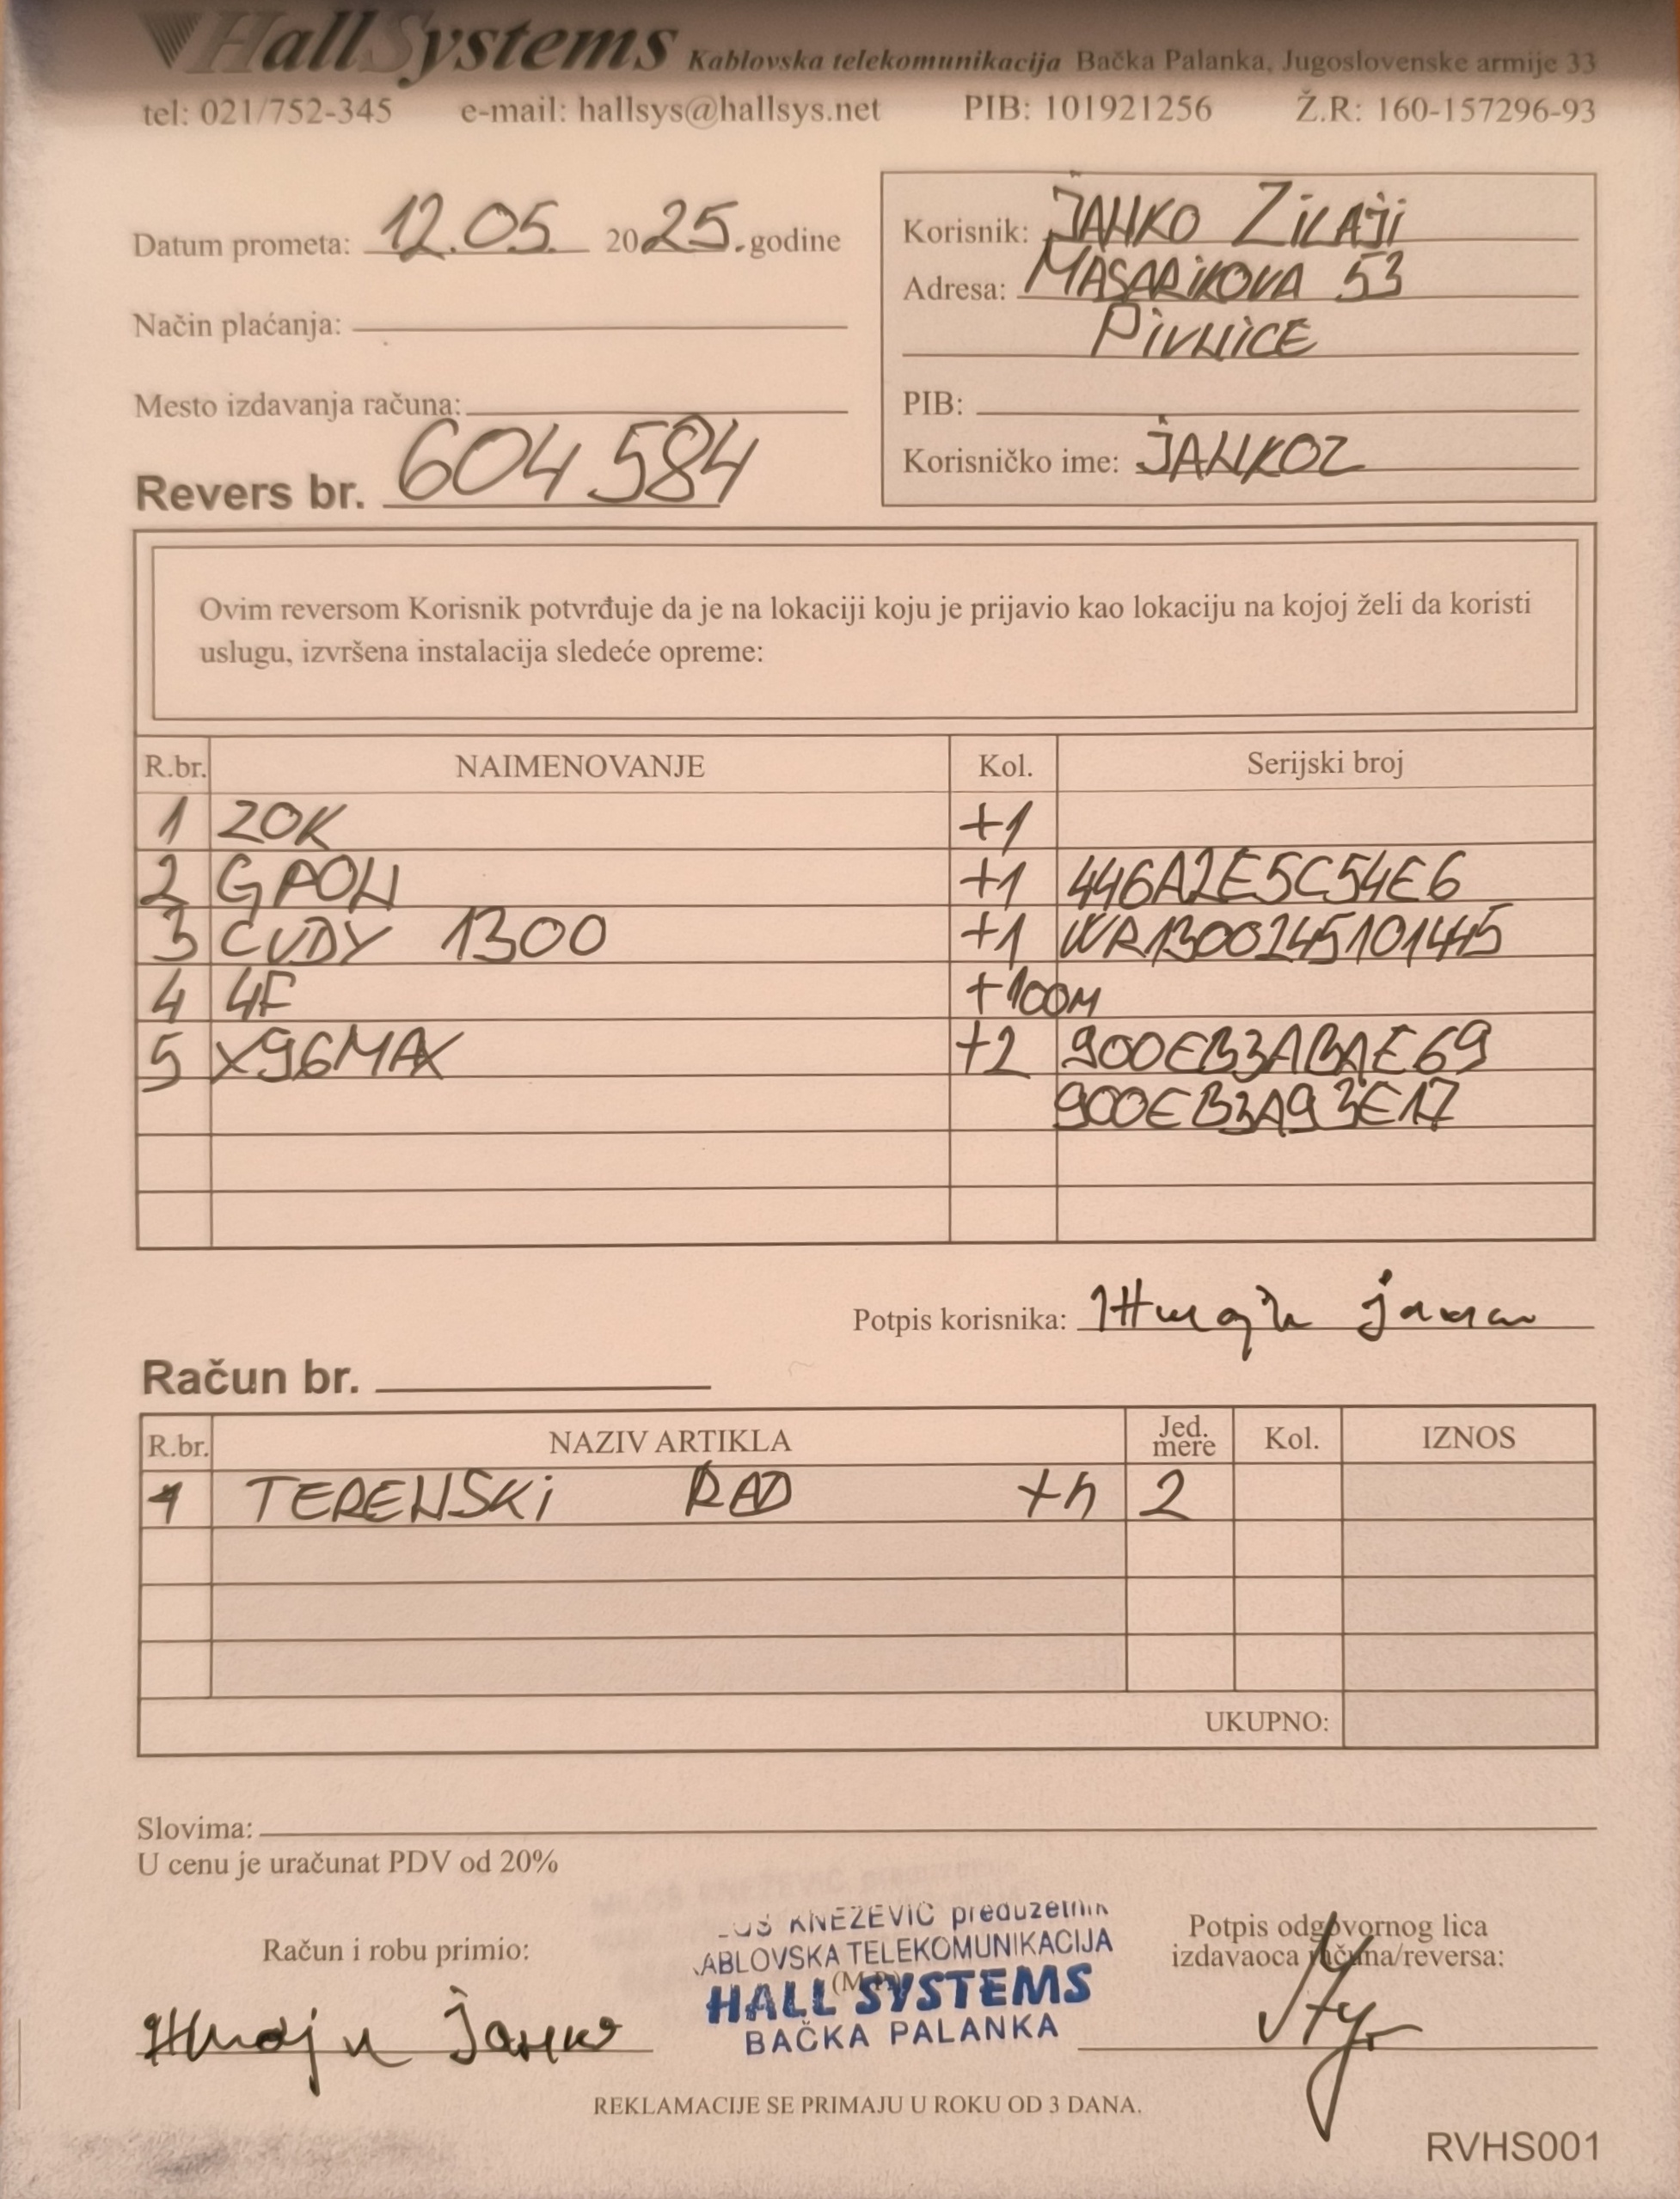 HallSystems Kablovska telekomunikacija Bačka Palanka, Jugoslovenske armije 33
tel: 021/752-345 e-mail: hallsys@hallsys.net PIB: 101921256 Ž.R: 160-157296-93
Datum prometa: 12.05. 2025. godine
Način plaćanja:
Mesto izdavanja računa:
Revers br. 604 584
Korisnik: JANKO ZILAJI
Adresa: MASARIKOVA 53
PIVNICE
PIB:
Korisničko ime: JANKOZ
Ovim reversom Korisnik potvrđuje da je na lokaciji koju je prijavio kao lokaciju na kojoj želi da koristi
uslugu, izvršena instalacija sledeće opreme:
R.br. NAIMENOVANJE Kol. Serijski broj
1 ZOK +1
2 GPON +1 446A2E5C54E6
3 CUDY 1300 +1 WR1300245101445
4 4F +100M
5 X96MAX +2 900EB3ABAE69
900EB3A93E17
Potpis korisnika:
Račun br.
R.br. NAZIV ARTIKLA Jed. mere Kol. IZNOS
1 TERENSKI RAD +h 2
UKUPNO:
Slovima:
U cenu je uračunat PDV od 20%
Račun i robu primio:
KNEŽEVIĆ preduzetnik
ABLOVSKA TELEKOMUNIKACIJA
(M.P.)
HALL SYSTEMS
BAČKA PALANKA
Potpis odgovornog lica
izdavaoca računa/reversa:
REKLAMACIJE SE PRIMAJU U ROKU OD 3 DANA.
RVHS001